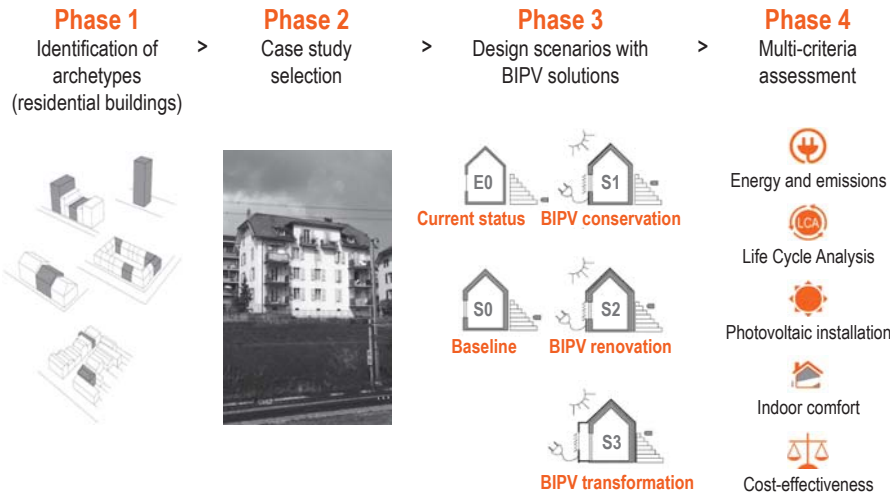 Phase 1
Identification of
archetypes
(residential buildings)
>
Phase 2
Case study
selection
>
Phase 3
Design scenarios with
BIPV solutions
>
Phase 4
Multi-criteria
assessment
E0
Current status
S1
BIPV conservation
S0
Baseline
S2
BIPV renovation
S3
BIPV transformation
Energy and emissions
LCA
Life Cycle Analysis
Photovoltaic installation
Indoor comfort
Cost-effectiveness